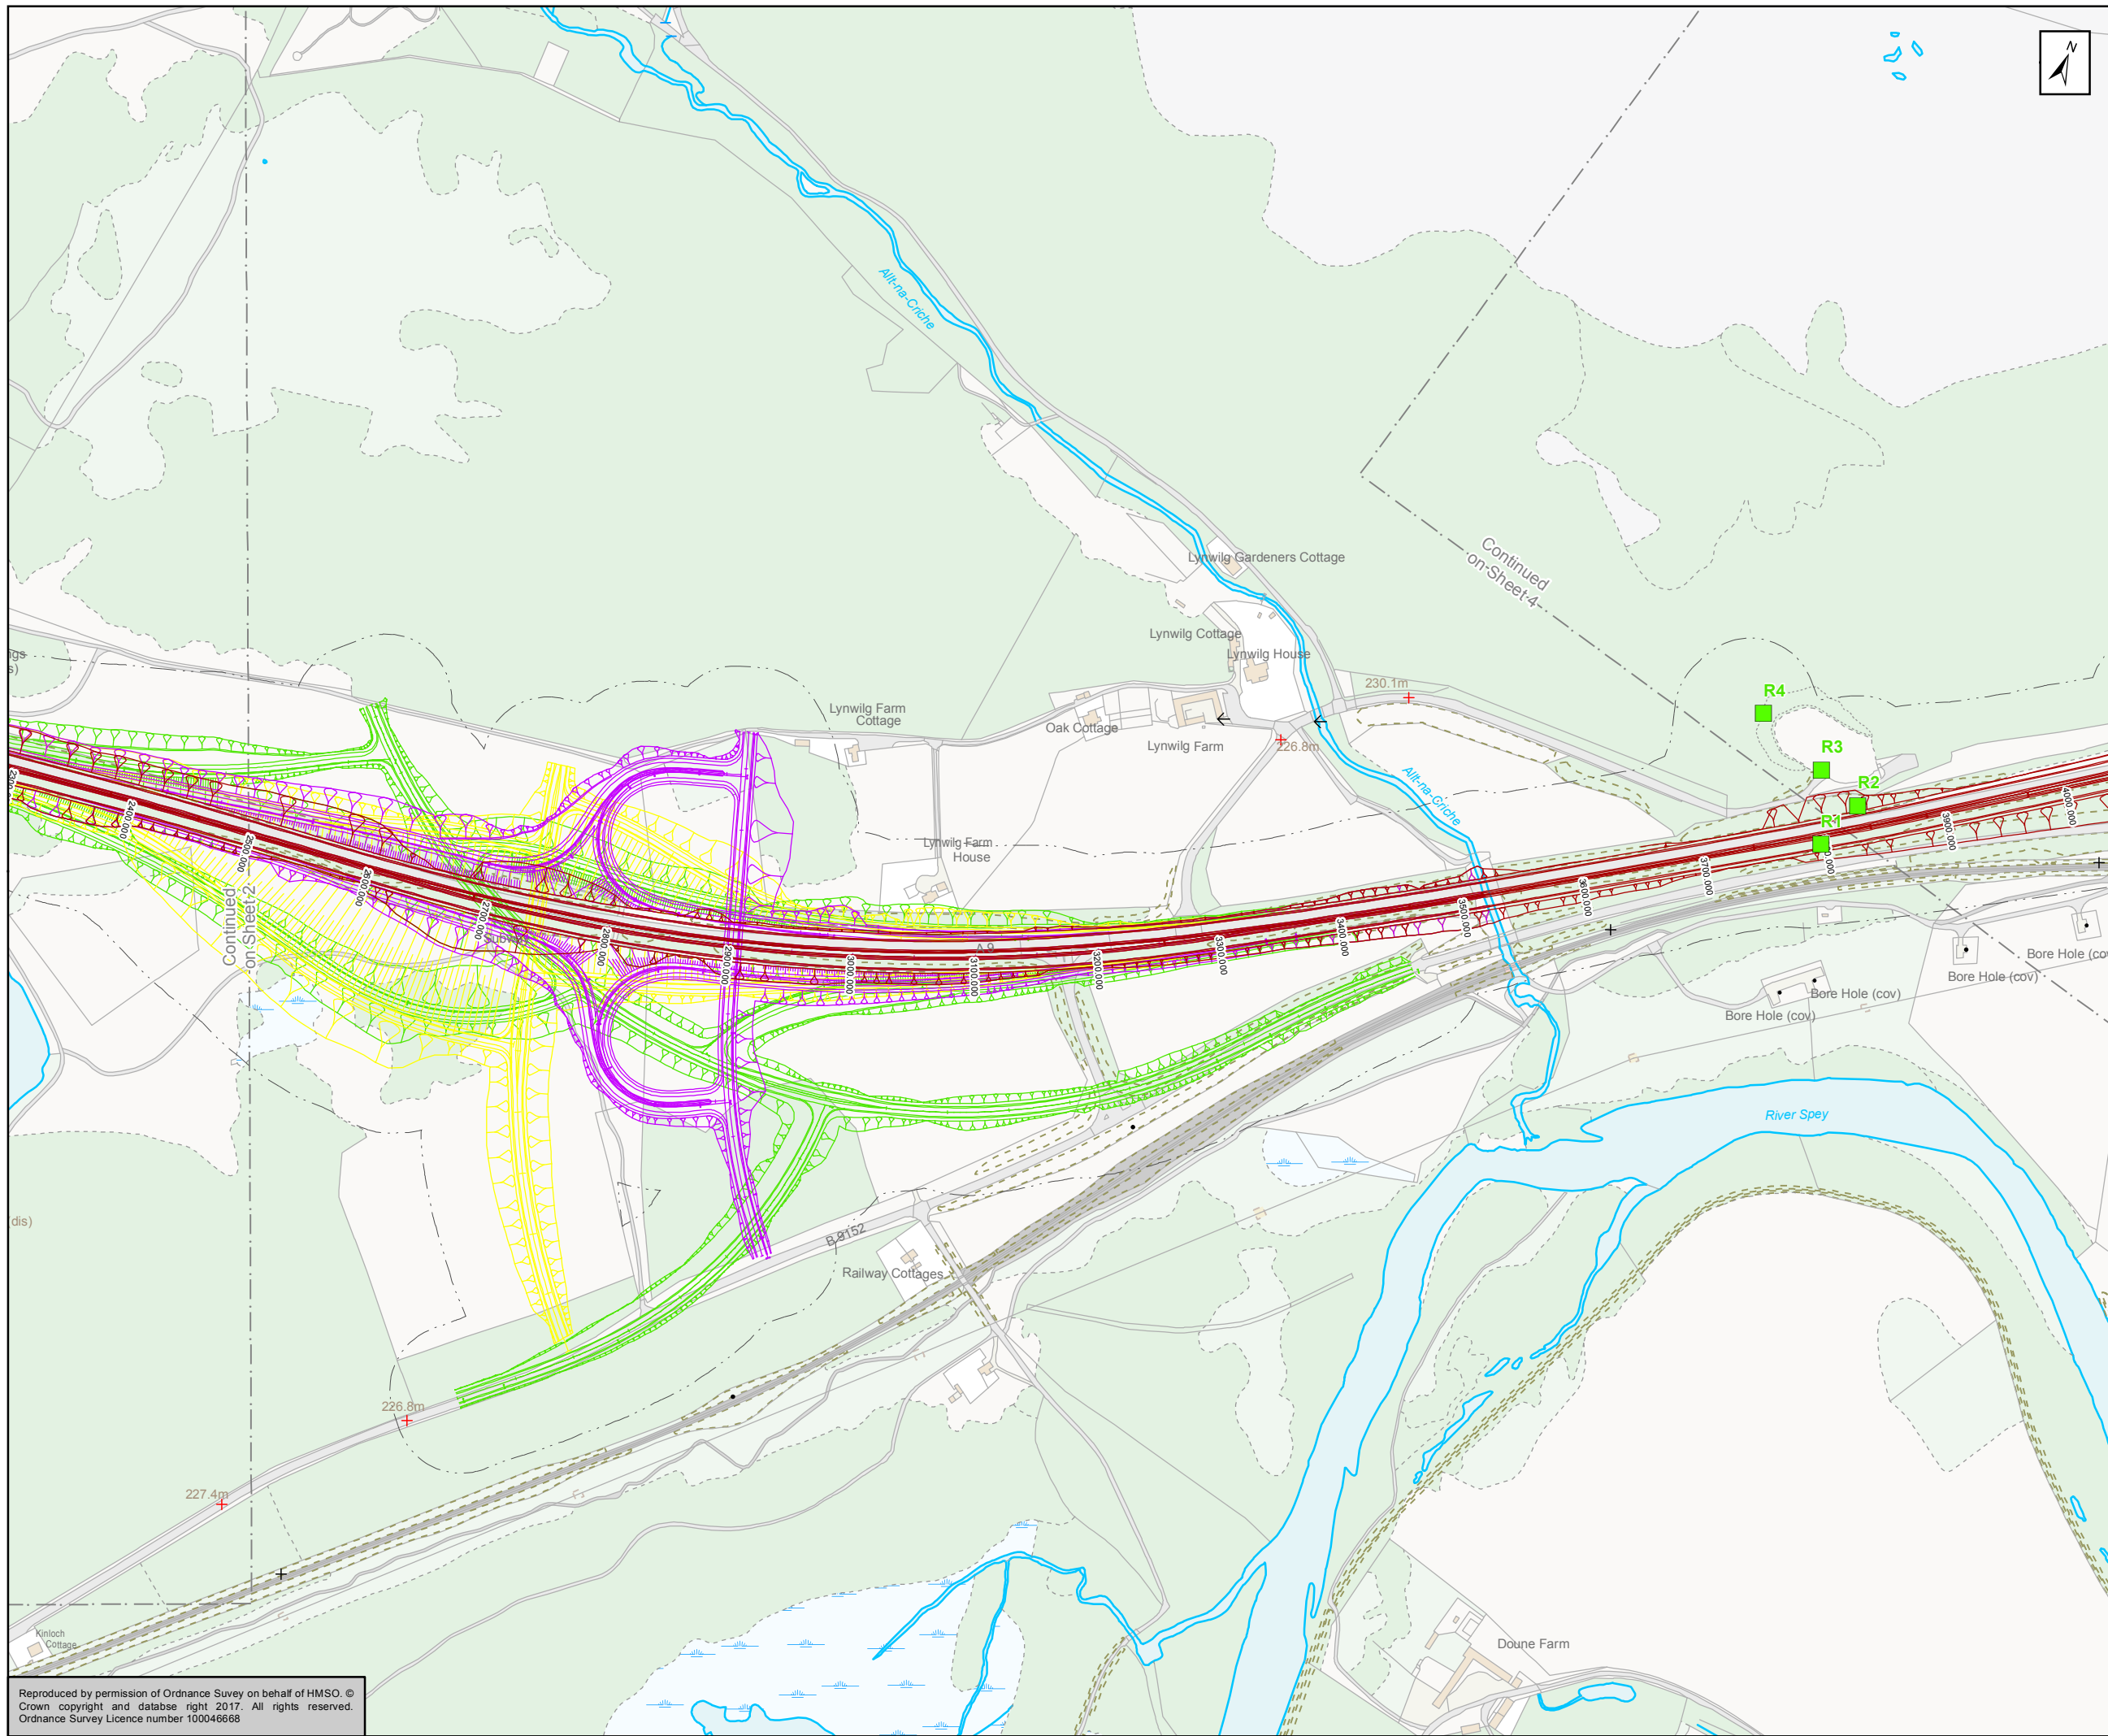 N
Allt-na-Criche
Lynwilg Gardeners Cottage
Continued
on Sheet 4
Lynwilg Cottage
Lynwilg House
ngs
s)
230.1m
R4
Lynwilg Farm
Cottage
Oak Cottage
Lynwilg Farm
226.8m
R3
Allt-na-Criche
R2
R1
2400.000
2500.000
2600.000
2700.000
2800.000
2900.000
3000.000
3100.000
3200.000
3300.000
3400.000
3500.000
3600.000
3700.000
3900.000
4000.000
Lynwilg Farm
House
Continued
on Sheet 2
Subway
A 9
Bore Hole (cov)
Bore Hole (cov)
Bore Hole (cov)
Bore Hole (cov
River Spey
dis)
B 9152
Railway Cottages
226.8m
227.4m
Kinloch
Cottage
Doune Farm
Reproduced by permission of Ordnance Suvey on behalf of HMSO. ©
Crown copyright and databse right 2017. All rights reserved.
Ordnance Survey Licence number 100046668